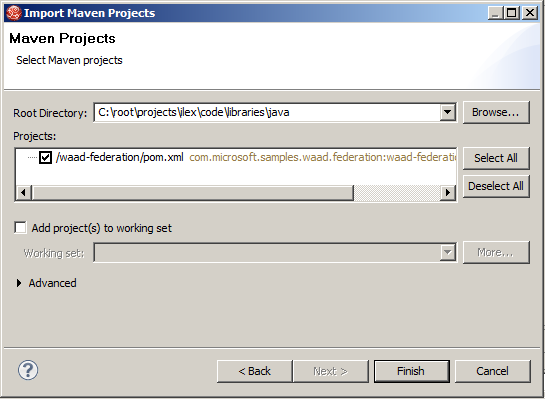 Import Maven Projects
Maven Projects
Select Maven projects
Root Directory: C:\root\projects\ilex\code\libraries\java Browse...
Projects:
/waad-federation/pom.xml com.microsoft.samples.waad.federation:waad-federatio
Select All
Deselect All
Add project(s) to working set
Working set: More...
Advanced
? < Back Next > Finish Cancel